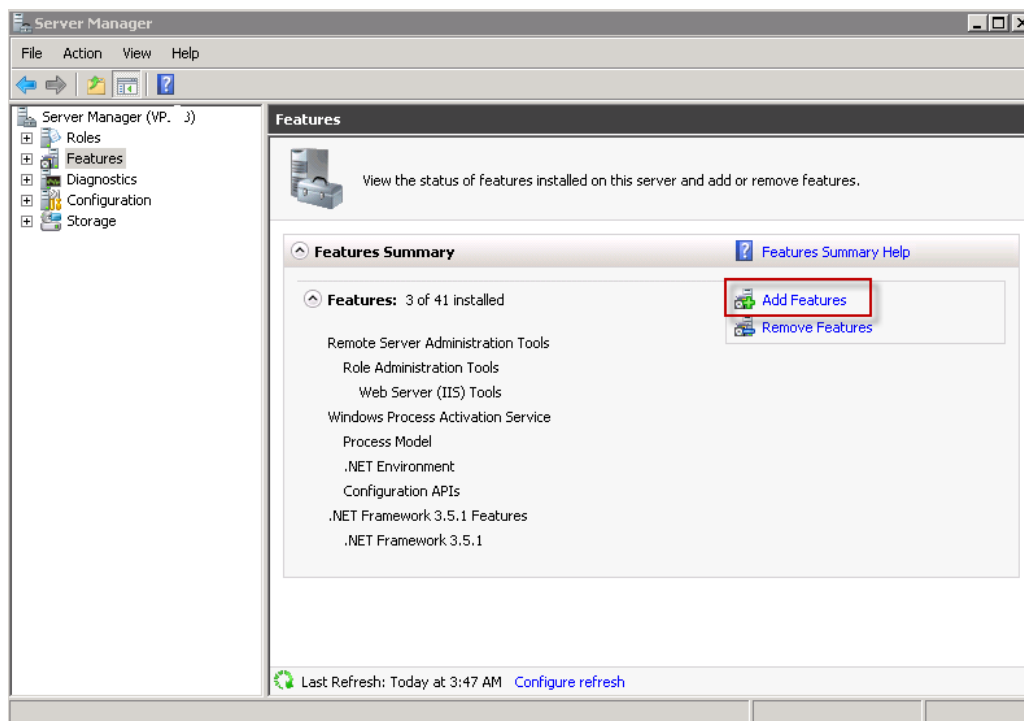 Server Manager
File Action View Help
Server Manager (VP. 3)
Roles
Features
Diagnostics
Configuration
Storage
Features
View the status of features installed on this server and add or remove features.
Features Summary
Features Summary Help
Features: 3 of 41 installed
Add Features
Remove Features
Remote Server Administration Tools
Role Administration Tools
Web Server (IIS) Tools
Windows Process Activation Service
Process Model
.NET Environment
Configuration APIs
.NET Framework 3.5.1 Features
.NET Framework 3.5.1
Last Refresh: Today at 3:47 AM Configure refresh